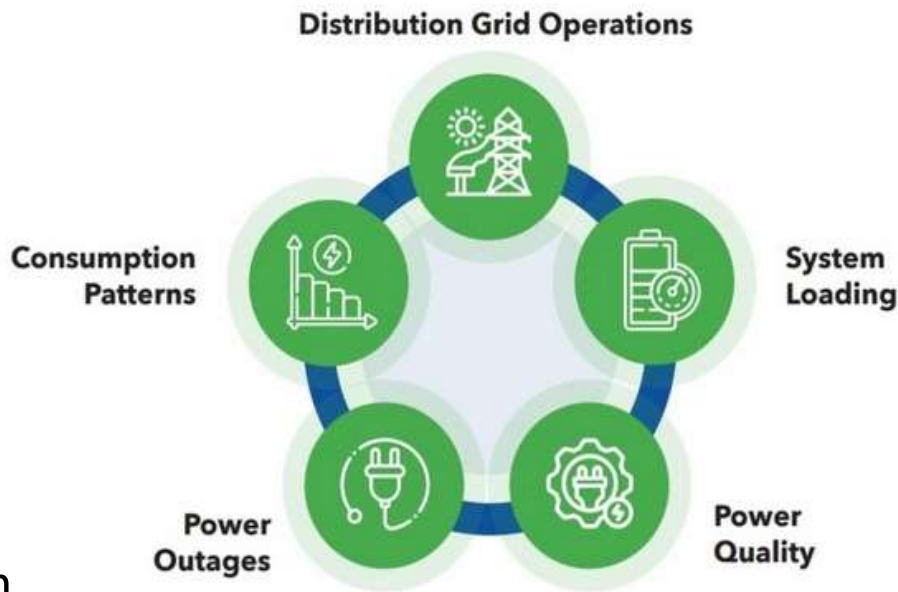 Distribution Grid Operations
Consumption
Patterns
System
Loading
Power
Outages
Power
Quality
n